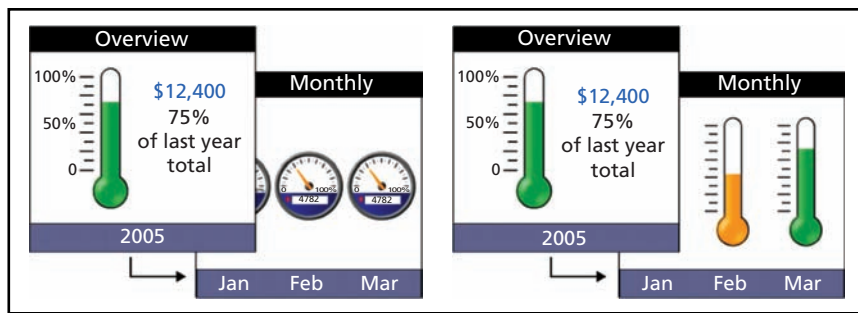 Overview
100%
50%
0
$12,400
75%
of last year
total
2005
Monthly
0 100%
4782
0 100%
4782
Jan Feb Mar
Overview
100%
50%
0
$12,400
75%
of last year
total
2005
Monthly
Jan Feb Mar